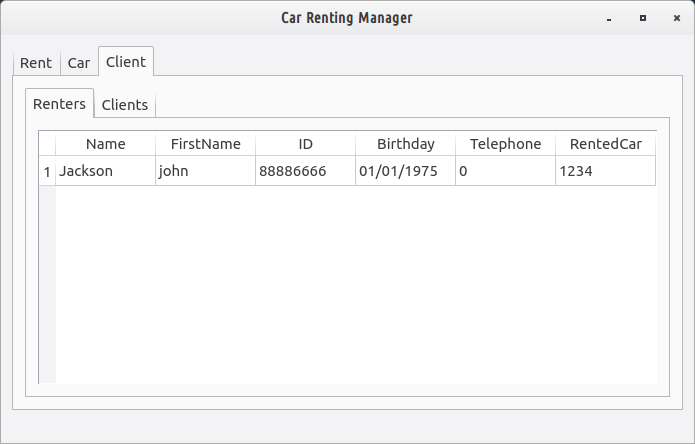 Car Renting Manager
Rent Car Client
Renters Clients
Name FirstName ID Birthday Telephone RentedCar
1 Jackson john 88886666 01/01/1975 0 1234